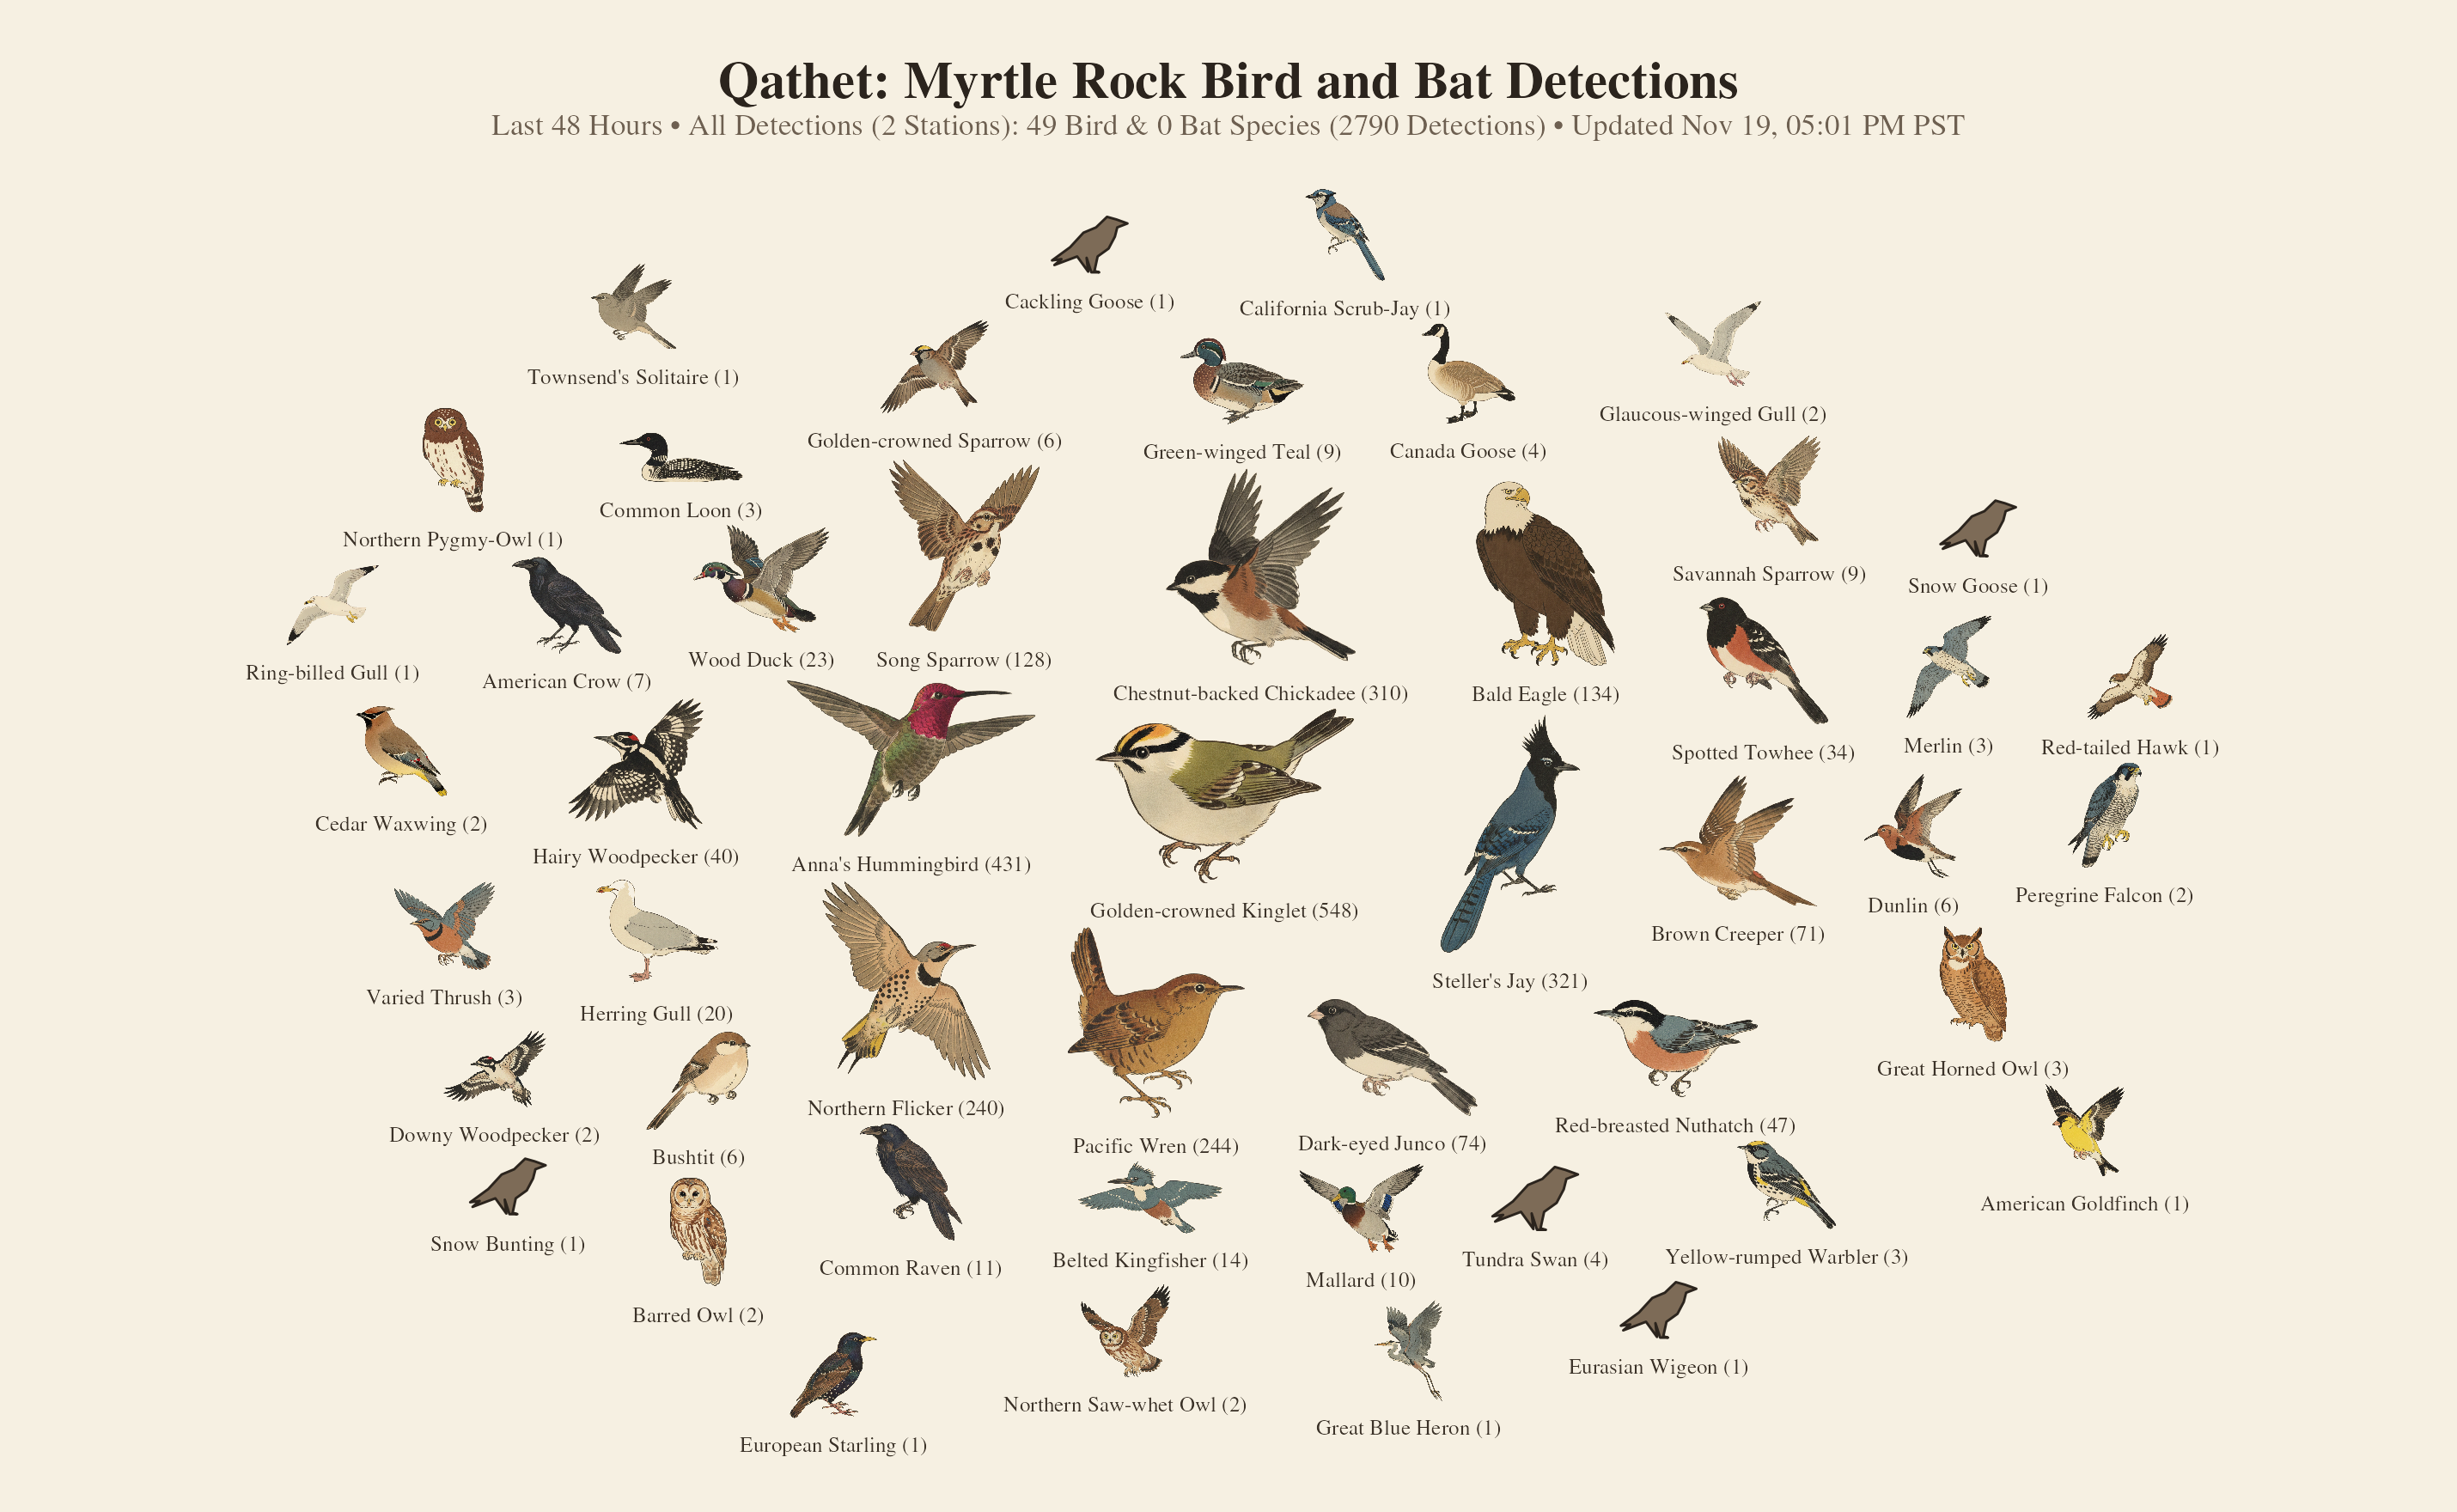 Qathet: Myrtle Rock Bird and Bat Detections
Last 48 Hours • All Detections (2 Stations): 49 Bird & 0 Bat Species (2790 Detections) • Updated Nov 19, 05:01 PM PST
Cackling Goose (1)
California Scrub-Jay (1)
Townsend's Solitaire (1)
Golden-crowned Sparrow (6)
Green-winged Teal (9)
Canada Goose (4)
Glaucous-winged Gull (2)
Northern Pygmy-Owl (1)
Common Loon (3)
Savannah Sparrow (9)
Snow Goose (1)
Ring-billed Gull (1)
American Crow (7)
Wood Duck (23)
Song Sparrow (128)
Chestnut-backed Chickadee (310)
Bald Eagle (134)
Spotted Towhee (34)
Merlin (3)
Red-tailed Hawk (1)
Cedar Waxwing (2)
Hairy Woodpecker (40)
Anna's Hummingbird (431)
Golden-crowned Kinglet (548)
Steller's Jay (321)
Brown Creeper (71)
Dunlin (6)
Peregrine Falcon (2)
Varied Thrush (3)
Herring Gull (20)
Northern Flicker (240)
Pacific Wren (244)
Dark-eyed Junco (74)
Red-breasted Nuthatch (47)
Great Horned Owl (3)
Downy Woodpecker (2)
Bushtit (6)
American Goldfinch (1)
Snow Bunting (1)
Barred Owl (2)
Common Raven (11)
Belted Kingfisher (14)
Mallard (10)
Tundra Swan (4)
Yellow-rumped Warbler (3)
European Starling (1)
Northern Saw-whet Owl (2)
Great Blue Heron (1)
Eurasian Wigeon (1)